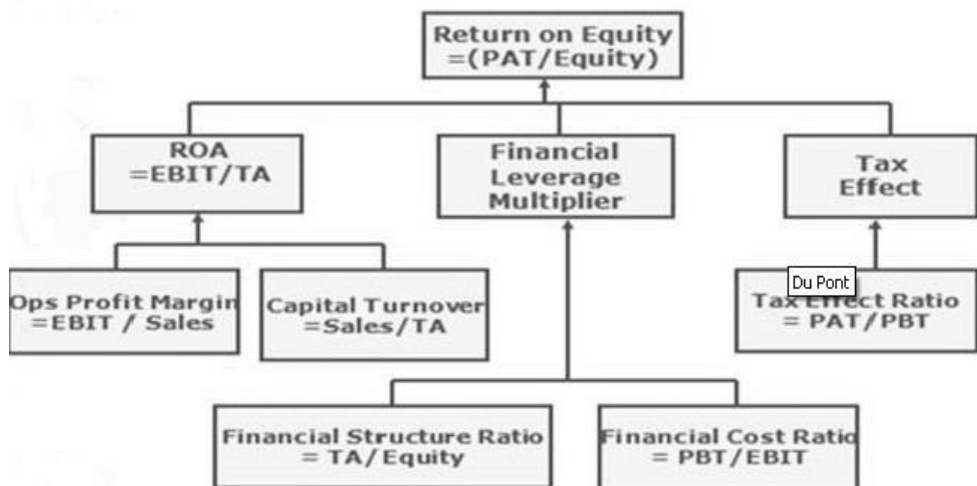 Return on Equity
=(PAT/Equity)
ROA
=EBIT/TA
Financial
Leverage
Multiplier
Tax
Effect
Ops Profit Margin
=EBIT / Sales
Capital Turnover
=Sales/TA
Du Pont
Tax Effect Ratio
= PAT/PBT
Financial Structure Ratio
= TA/Equity
Financial Cost Ratio
= PBT/EBIT